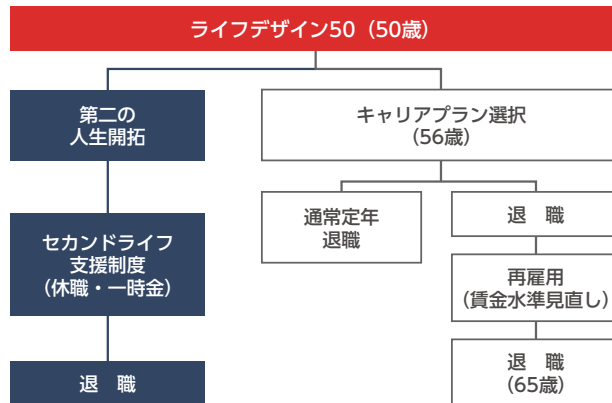 ライフデザイン50（50歳）
第二の
人生開拓
セカンドライフ
支援制度
（休職・一時金）
退　職
キャリアプラン選択
（56歳）
通常定年
退職
退　職
再雇用
（賃金水準見直し）
退　職
（65歳）